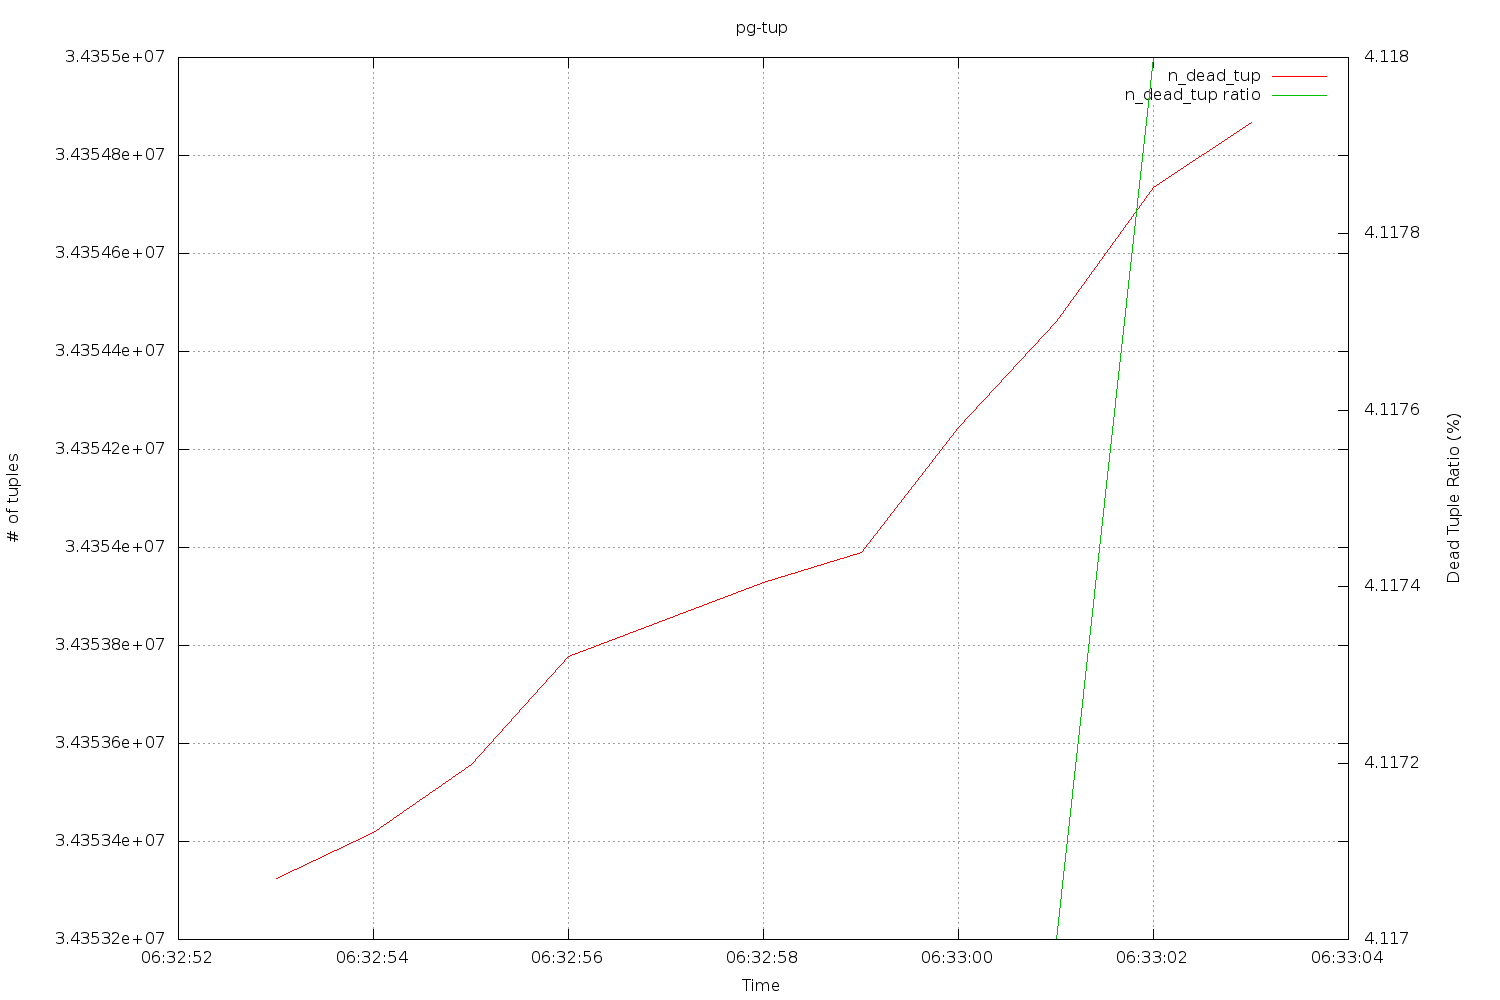 pg-tup
3.4355e+07
3.43548e+07
3.43546e+07
3.43544e+07
3.43542e+07
3.4354e+07
3.43538e+07
3.43536e+07
3.43534e+07
3.43532e+07
# of tuples
n_dead_tup
n_dead_tup ratio
4.118
4.1178
4.1176
4.1174
4.1172
4.117
Dead Tuple Ratio (%)
06:32:52 06:32:54 06:32:56 06:32:58 06:33:00 06:33:02 06:33:04
Time